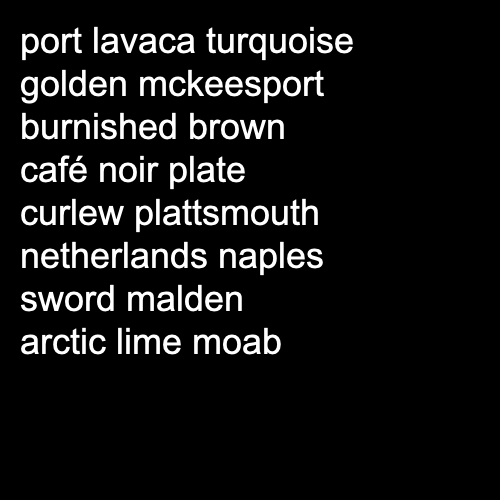 port lavaca turquoise
golden mckeesport
burnished brown
café noir plate
curlew plattsmouth
netherlands naples
sword malden
arctic lime moab